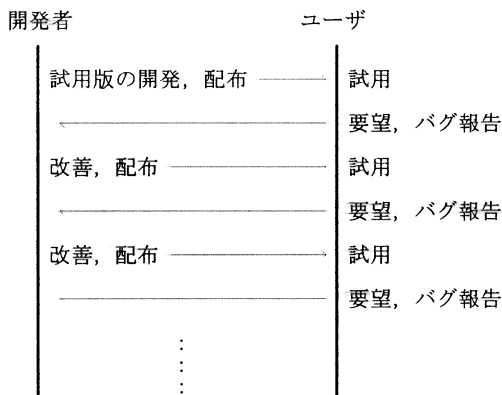 開発者 ユーザ
試用版の開発，配布 試用
要望，バグ報告
改善，配布 試用
要望，バグ報告
改善，配布 試用
要望，バグ報告